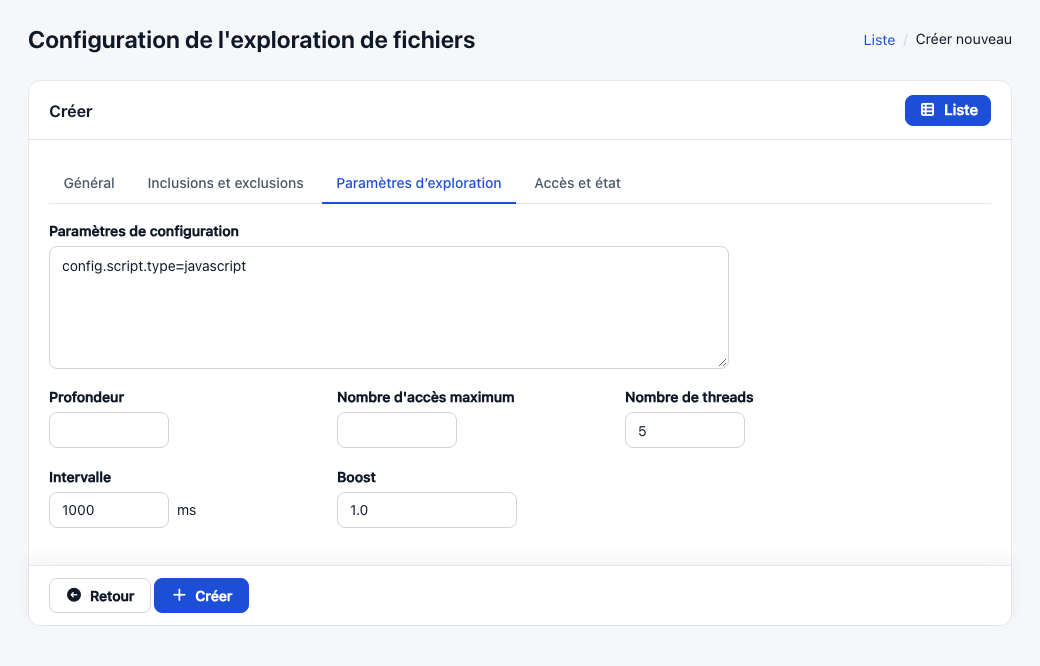 Configuration de l'exploration de fichiers
Liste / Créer nouveau
Créer
Liste
Général Inclusions et exclusions Paramètres d’exploration Accès et état
Paramètres de configuration
config.script.type=javascript
Profondeur Nombre d'accès maximum Nombre de threads
5
Intervalle Boost
1000 ms 1.0
Retour Créer